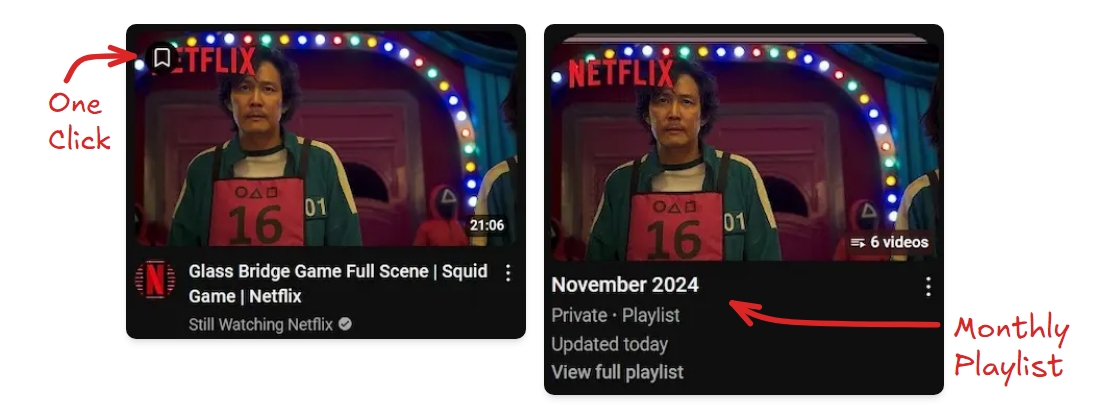 One
Click
NETFLIX
16
01
21:06
Glass Bridge Game Full Scene | Squid
Game | Netflix
Still Watching Netflix
NETFLIX
16
01
6 videos
November 2024
Private • Playlist
Updated today
View full playlist
Monthly
Playlist